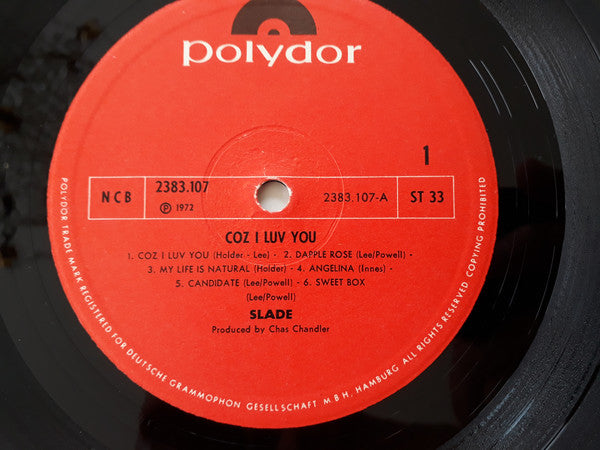 polydor
1
NCB
2383.107
℗ 1972
2383.107-A
ST 33
COZ I LUV YOU
1. COZ I LUV YOU (Holder - Lee) - 2. DAPPLE ROSE (Lee/Powell) -
3. MY LIFE IS NATURAL (Holder) - 4. ANGELINA (Innes) -
5. CANDIDATE (Lee/Powell) - 6. SWEET BOX
(Lee/Powell)
SLADE
Produced by Chas Chandler
POLYDOR TRADE MARK REGISTERED FOR DEUTSCHE GRAMMOPHON GESELLSCHAFT M B H, HAMBURG ALL RIGHTS RESERVED COPYING PROHIBITED